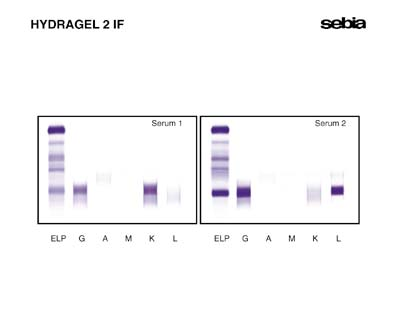 HYDRAGEL 2 IF
sebia
Serum 1
Serum 2
ELP G A M K L
ELP G A M K L